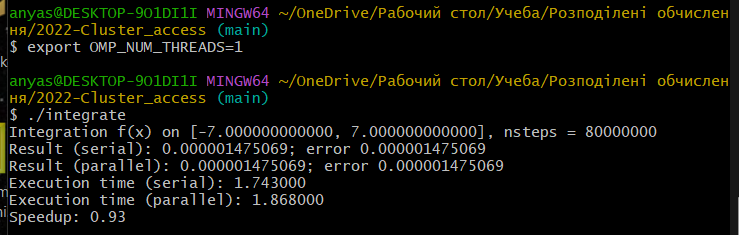 anyas@DESKTOP-9O1DI1I MINGW64 ~/OneDrive/Рабочий стол/Учеба/Розподілені обчислен
ня/2022-Cluster_access (main)
$ export OMP_NUM_THREADS=1
anyas@DESKTOP-9O1DI1I MINGW64 ~/OneDrive/Рабочий стол/Учеба/Розподілені обчислен
ня/2022-Cluster_access (main)
$ ./integrate
Integration f(x) on [-7.000000000000, 7.000000000000], nsteps = 80000000
Result (serial): 0.000001475069; error 0.000001475069
Result (parallel): 0.000001475069; error 0.000001475069
Execution time (serial): 1.743000
Execution time (parallel): 1.868000
Speedup: 0.93